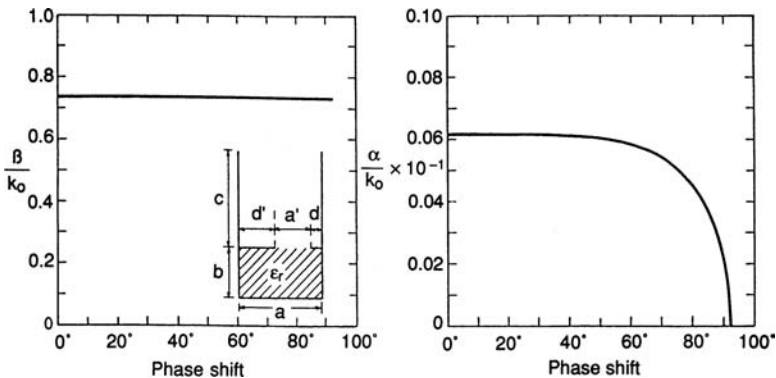 1.0
0.8
0.6
0.4
0.2
0
β
k₀
0° 20° 40° 60° 80° 100°
Phase shift
c
d' a' d
b
εr
a
0.10
0.08
0.06
0.04
0.02
0
α
k₀ × 10⁻¹
0° 20° 40° 60° 80° 100°
Phase shift